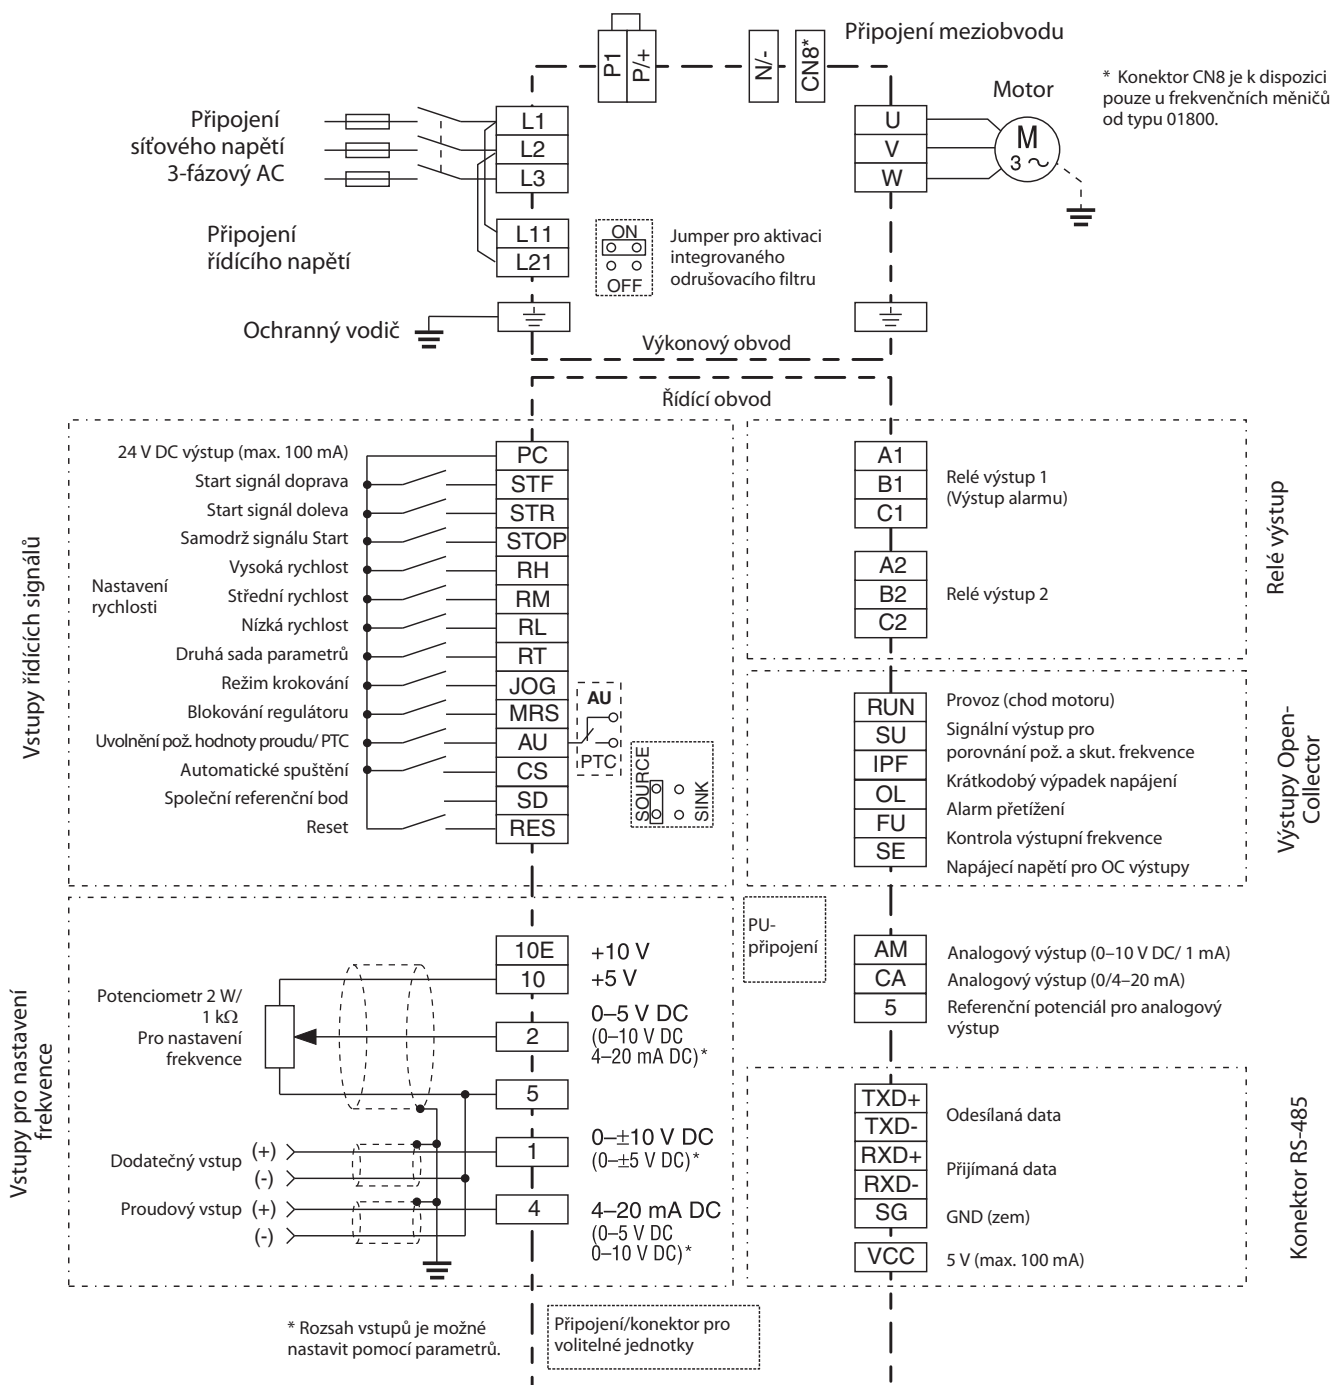 P1
P/+
N/-
CN8*
Připojení meziobvodu
* Konektor CN8 je k dispozici
pouze u frekvenčních měničů
od typu 01800.
Připojení
síťového napětí
3-fázový AC
L1
L2
L3
U
V
W
Motor
M
3 ~
Připojení
řídícího napětí
L11
L21
ON
OFF
Jumper pro aktivaci
integrovaného
odrušovacího filtru
Ochranný vodič
Výkonový obvod
Řídící obvod
Vstupy řídících signálů
Nastavení
rychlosti
24 V DC výstup (max. 100 mA)
PC
Start signál doprava
STF
Start signál doleva
STR
Samodrž signálu Start
STOP
Vysoká rychlost
RH
Střední rychlost
RM
Nízká rychlost
RL
Druhá sada parametrů
RT
Režim krokování
JOG
Blokování regulátoru
MRS
Uvolnění pož. hodnoty proudu/ PTC
AU
Automatické spuštění
CS
Společní referenční bod
SD
Reset
RES
AU
PTC
SOURCE
SINK
A1
B1
C1
Relé výstup 1
(Výstup alarmu)
A2
B2
C2
Relé výstup 2
Relé výstup
RUN
SU
IPF
OL
FU
SE
Provoz (chod motoru)
Signální výstup pro
porovnání pož. a skut. frekvence
Krátkodobý výpadek napájení
Alarm přetížení
Kontrola výstupní frekvence
Napájecí napětí pro OC výstupy
Výstupy Open-
Collector
PU-
připojení
AM
CA
5
Analogový výstup (0–10 V DC/ 1 mA)
Analogový výstup (0/4–20 mA)
Referenční potenciál pro analogový
výstup
Vstupy pro nastavení
frekvence
Potenciometr 2 W/
1 kΩ
Pro nastavení
frekvence
10E
+10 V
10
+5 V
2
0–5 V DC
(0–10 V DC
4–20 mA DC)*
5
Dodatečný vstup
(+)
(-)
1
0–±10 V DC
(0–±5 V DC)*
Proudový vstup
(+)
(-)
4
4–20 mA DC
(0–5 V DC
0–10 V DC)*
TXD+
TXD-
RXD+
RXD-
SG
VCC
Odesílaná data
Přijímaná data
GND (zem)
5 V (max. 100 mA)
Konektor RS-485
* Rozsah vstupů je možné
nastavit pomocí parametrů.
Připojení/konektor pro
volitelné jednotky